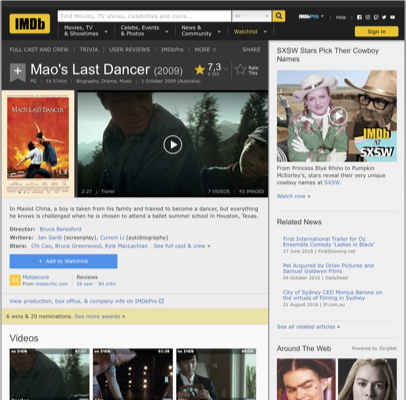 IMDb
Find Movies, TV shows, Celebrities and more...
All
IMDbPro
Help
Movies, TV
& Showtimes
Celebs, Events
& Photos
News &
Community
Watchlist
Sign in
FULL CAST AND CREW | TRIVIA | USER REVIEWS | IMDbPro | MORE
SHARE
Mao's Last Dancer (2009)
7,3
Rate
This
PG | 1h 57min | Biography, Drama, Music | 1 October 2009 (Australia)
MAO'S LAST DANCER
2:27 | Trailer
7 VIDEOS | 43 IMAGES
In Maoist China, a boy is taken from his family and trained to become a dancer, but everything
he knows is challenged when he is chosen to attend a ballet summer school in Houston, Texas.
Director: Bruce Beresford
Writers: Jan Sardi (screenplay), Cunxin Li (autobiography)
Stars: Chi Cao, Bruce Greenwood, Kyle MacLachlan | See full cast & crew »
+ Add to Watchlist
Metascore
From metacritic.com
Reviews
56 user | 84 critic
View production, box office, & company info on IMDbPro
6 wins & 20 nominations. See more awards »
Videos
SXSW Stars Pick Their Cowboy
Names
IMDb
AT
SXSW
From Princess Blue Rhino to Pumpkin
McSorley's, stars reveal their very unique
cowboy names at SXSW.
Watch now »
Related News
First International Trailer for Oz
Ensemble Comedy 'Ladies in Black'
17 June 2018 | FirstShowing.net
Pet Acquired by Orion Pictures and
Samuel Goldwyn Films
04 October 2016 | DailyDead
City of Sydney CEO Monica Barone on
the virtues of filming in Sydney
31 August 2016 | IF.com.au
See all related articles »
Around The Web
Powered by ZergNet